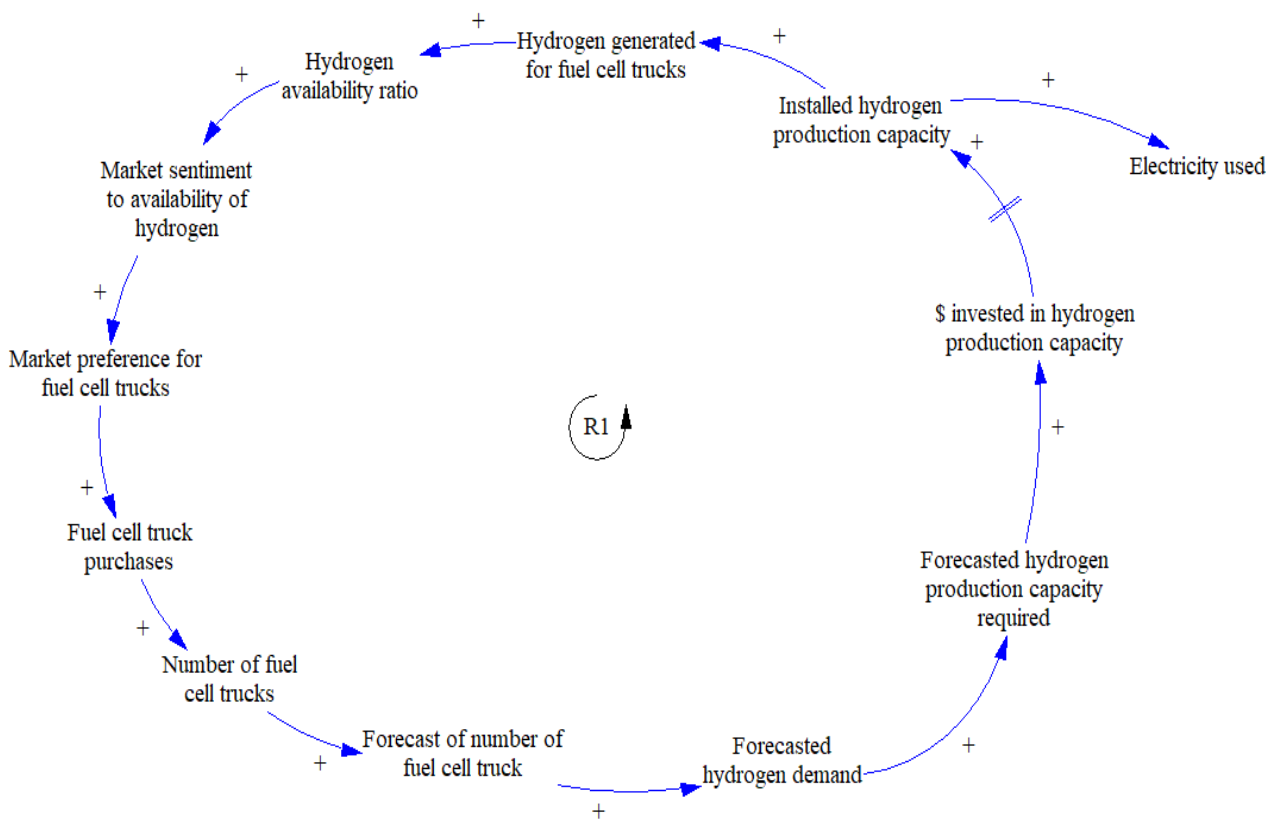 +
+
Hydrogen generated
for fuel cell trucks
Hydrogen
availability ratio
+
+
Installed hydrogen
production capacity
+
+
Electricity used
Market sentiment
to availability of
hydrogen
+
$ invested in hydrogen
production capacity
Market preference for
fuel cell trucks
R1
+
+
Fuel cell truck
purchases
Forecasted hydrogen
production capacity
required
+
Number of fuel
cell trucks
Forecast of number of
fuel cell truck
+
Forecasted
hydrogen demand
+
+